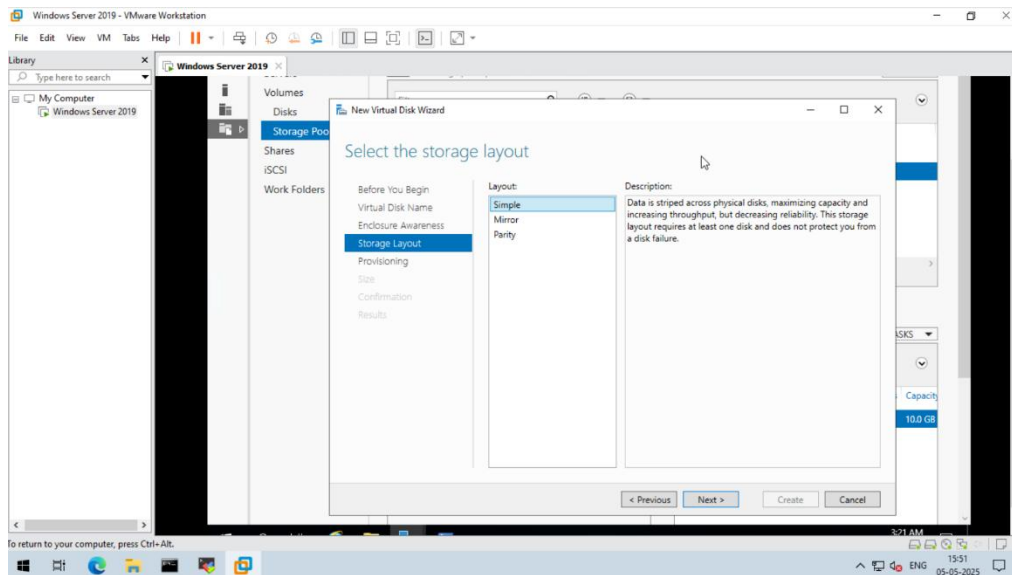 Windows Server 2019 - VMware Workstation
File Edit View VM Tabs Help
Library
Type here to search
My Computer
Windows Server 2019
Windows Server 2019
Volumes
Disks
Storage Poo
Shares
iSCSI
Work Folders
New Virtual Disk Wizard
Select the storage layout
Before You Begin
Virtual Disk Name
Enclosure Awareness
Storage Layout
Provisioning
Size
Confirmation
Results
Layout:
Simple
Mirror
Parity
Description:
Data is striped across physical disks, maximizing capacity and
increasing throughput, but decreasing reliability. This storage
layout requires at least one disk and does not protect you from
a disk failure.
ASKS
Capacity
10.0 GB
< Previous Next > Create Cancel
3:21 AM
To return to your computer, press Ctrl+Alt.
ENG
15:51
05-05-2025